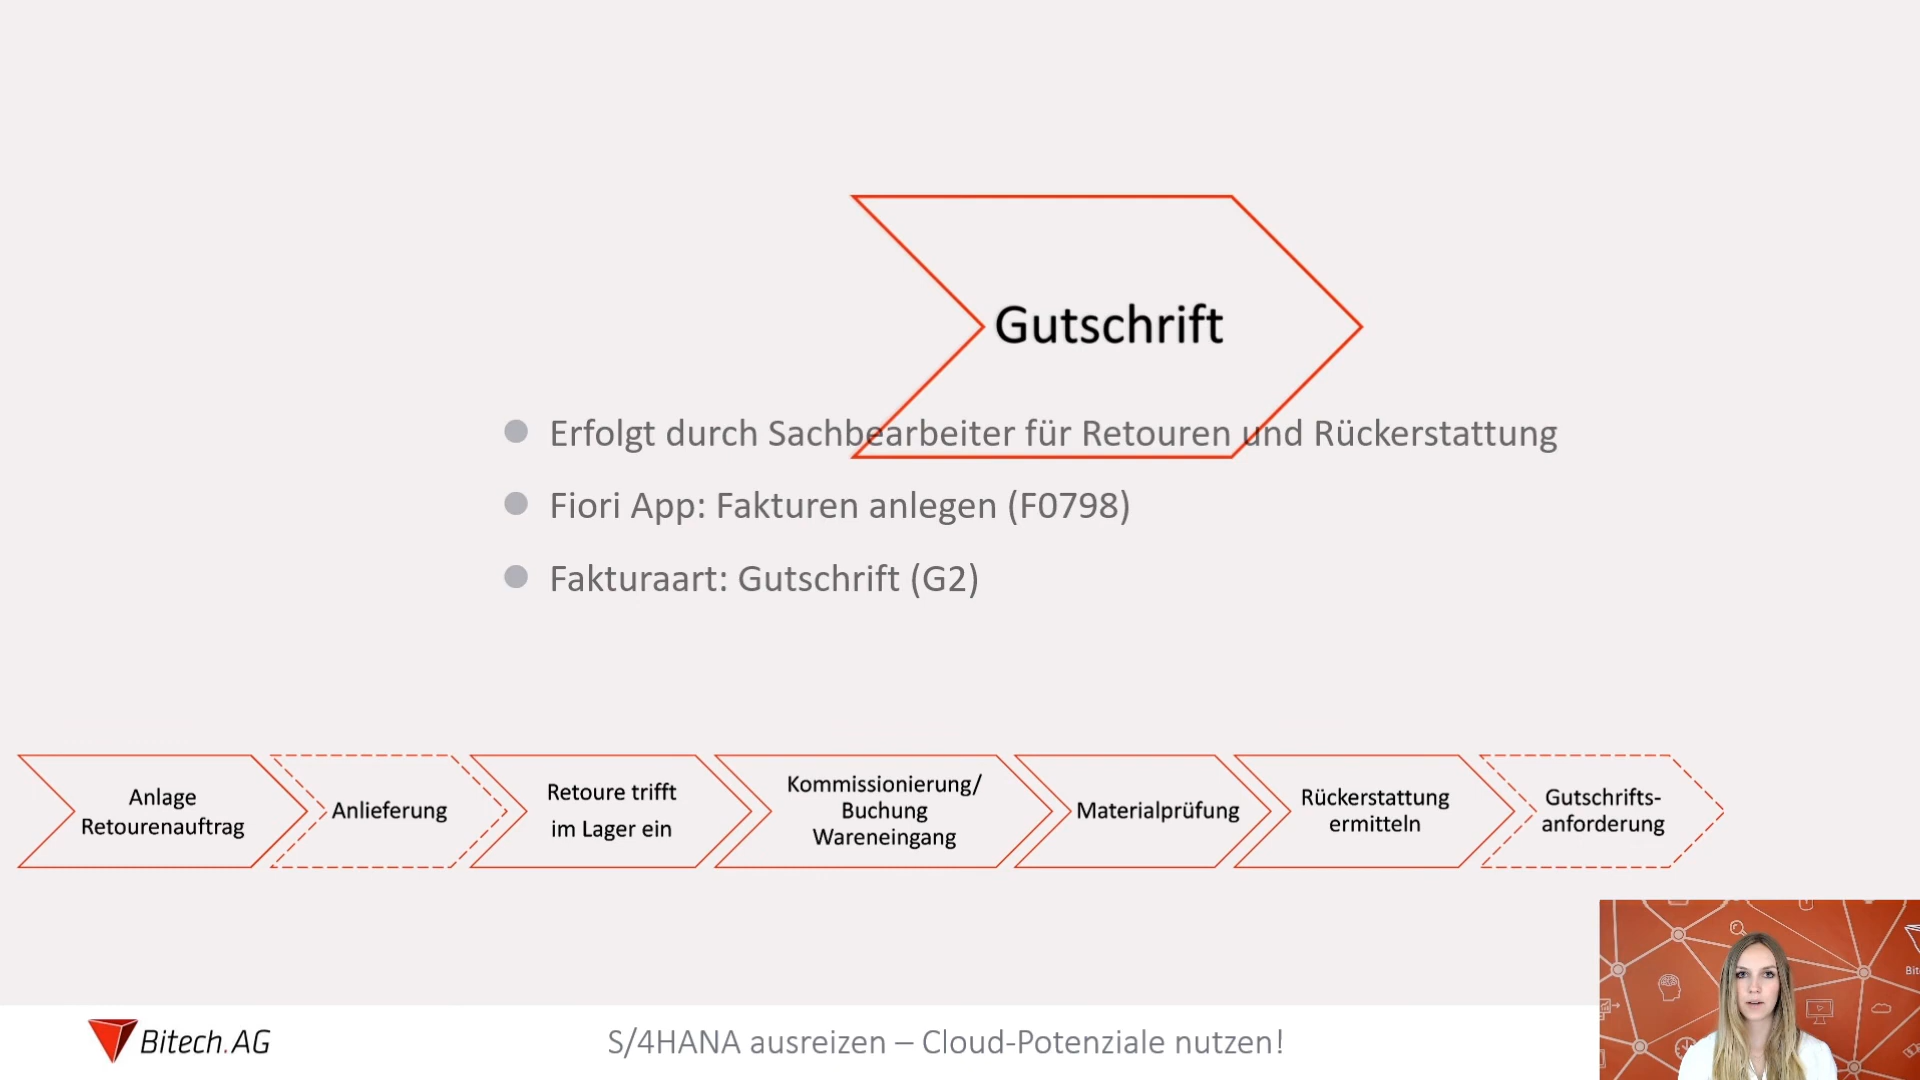 Gutschrift
Erfolgt durch Sachbearbeiter für Retouren und Rückerstattung
Fiori App: Fakturen anlegen (F0798)
Fakturaart: Gutschrift (G2)
Anlage
Retourenauftrag
Anlieferung
Retoure trifft
im Lager ein
Kommissionierung/
Buchung
Wareneingang
Materialprüfung
Rückerstattung
ermitteln
Gutschrifts-
anforderung
Bitech.AG
S/4HANA ausreizen – Cloud-Potenziale nutzen!